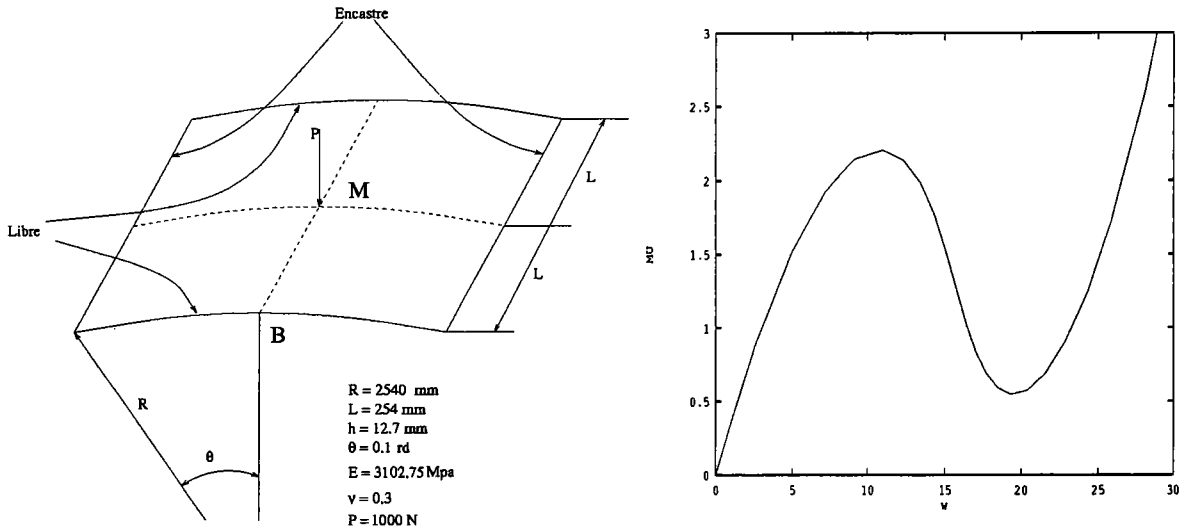 Encastre
P
M
L
Libre
L
B
R
θ
R = 2540 mm
L = 254 mm
h = 12.7 mm
θ = 0.1 rd
E = 3102,75 Mpa
ν = 0,3
P = 1000 N
3
2.5
2
1.5
1
0.5
0
MU
0 5 10 15 20 25 30
W